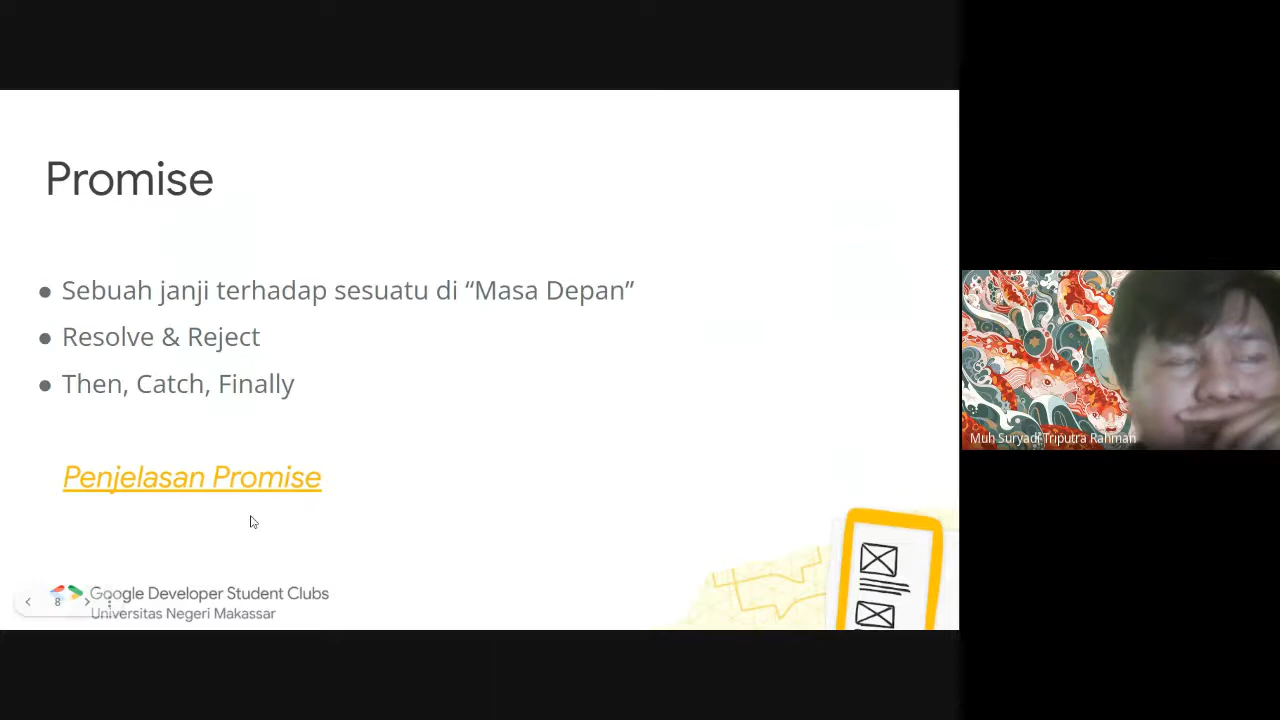 Promise
● Sebuah janji terhadap sesuatu di “Masa Depan”
● Resolve & Reject
● Then, Catch, Finally
Penjelasan Promise
Google Developer Student Clubs
Universitas Negeri Makassar
8
Muh Suryadi Triputra Rahman